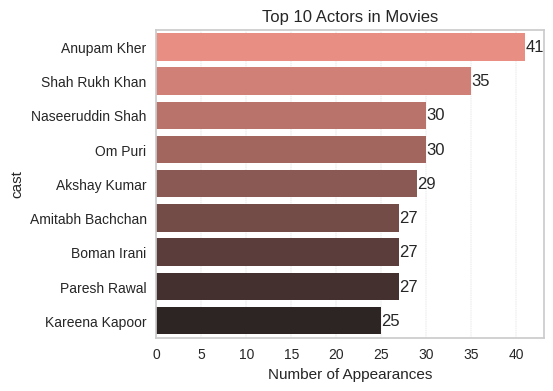 Top 10 Actors in Movies
cast
Anupam Kher 41
Shah Rukh Khan 35
Naseeruddin Shah 30
Om Puri 30
Akshay Kumar 29
Amitabh Bachchan 27
Boman Irani 27
Paresh Rawal 27
Kareena Kapoor 25
0 5 10 15 20 25 30 35 40
Number of Appearances